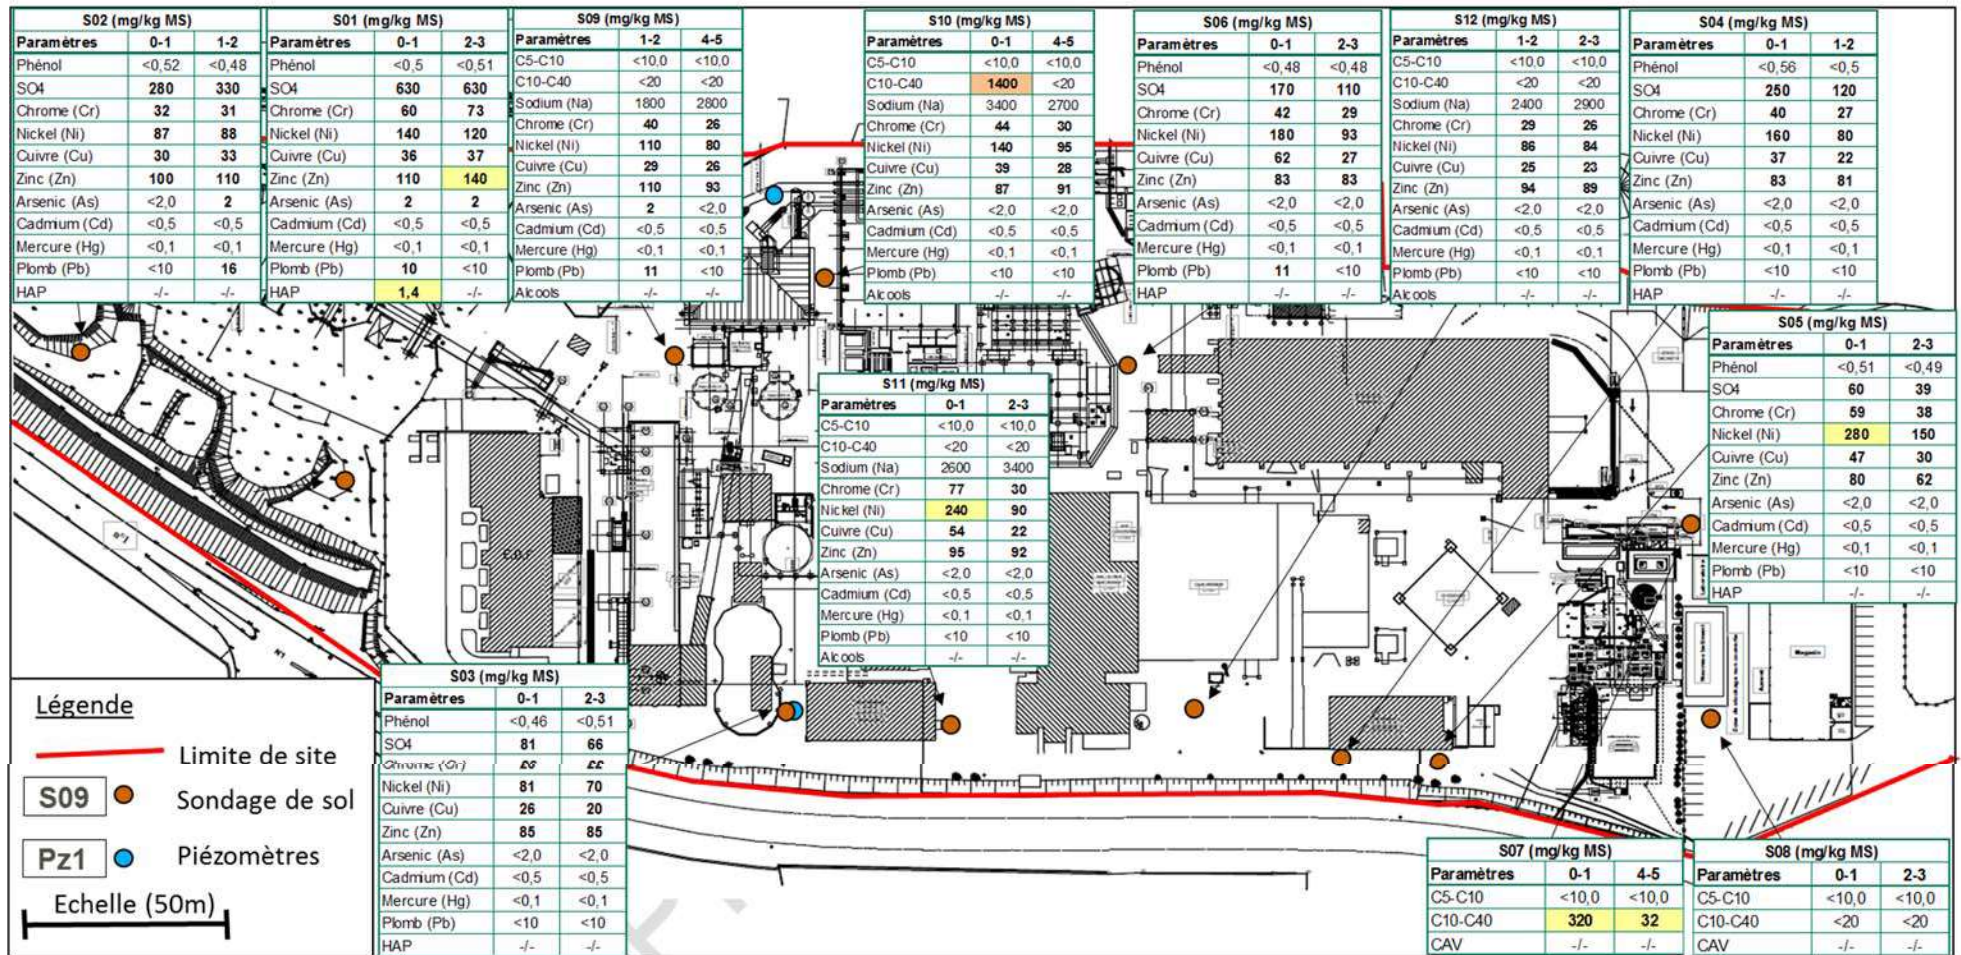 S02 (mg/kg MS)
Paramètres 0-1 1-2
Phénol <0,52 <0,48
SO4 280 330
Chrome (Cr) 32 31
Nickel (Ni) 87 88
Cuivre (Cu) 30 33
Zinc (Zn) 100 110
Arsenic (As) <2,0 2
Cadmium (Cd) <0,5 <0,5
Mercure (Hg) <0,1 <0,1
Plomb (Pb) <10 16
HAP -/- -/-
S01 (mg/kg MS)
Paramètres 0-1 2-3
Phénol <0,5 <0,51
SO4 630 630
Chrome (Cr) 60 73
Nickel (Ni) 140 120
Cuivre (Cu) 36 37
Zinc (Zn) 110 140
Arsenic (As) 2 2
Cadmium (Cd) <0,5 <0,5
Mercure (Hg) <0,1 <0,1
Plomb (Pb) 10 <10
HAP 1,4 -/-
S09 (mg/kg MS)
Paramètres 1-2 4-5
C5-C10 <10,0 <10,0
C10-C40 <20 <20
Sodium (Na) 1800 2800
Chrome (Cr) 40 26
Nickel (Ni) 110 80
Cuivre (Cu) 29 26
Zinc (Zn) 110 93
Arsenic (As) 2 <2,0
Cadmium (Cd) <0,5 <0,5
Mercure (Hg) <0,1 <0,1
Plomb (Pb) 11 <10
Alcools -/- -/-
S10 (mg/kg MS)
Paramètres 0-1 4-5
C5-C10 <10,0 <10,0
C10-C40 1400 <20
Sodium (Na) 3400 2700
Chrome (Cr) 44 30
Nickel (Ni) 140 95
Cuivre (Cu) 39 28
Zinc (Zn) 87 91
Arsenic (As) <2,0 <2,0
Cadmium (Cd) <0,5 <0,5
Mercure (Hg) <0,1 <0,1
Plomb (Pb) <10 <10
Alcools -/- -/-
S06 (mg/kg MS)
Paramètres 0-1 2-3
Phénol <0,48 <0,48
SO4 170 110
Chrome (Cr) 42 29
Nickel (Ni) 180 93
Cuivre (Cu) 62 27
Zinc (Zn) 83 83
Arsenic (As) <2,0 <2,0
Cadmium (Cd) <0,5 <0,5
Mercure (Hg) <0,1 <0,1
Plomb (Pb) 11 <10
HAP -/- -/-
S12 (mg/kg MS)
Paramètres 1-2 2-3
C5-C10 <10,0 <10,0
C10-C40 <20 <20
Sodium (Na) 2400 2900
Chrome (Cr) 29 26
Nickel (Ni) 86 84
Cuivre (Cu) 25 23
Zinc (Zn) 94 89
Arsenic (As) <2,0 <2,0
Cadmium (Cd) <0,5 <0,5
Mercure (Hg) <0,1 <0,1
Plomb (Pb) <10 <10
Alcools -/- -/-
S04 (mg/kg MS)
Paramètres 0-1 1-2
Phénol <0,56 <0,5
SO4 250 120
Chrome (Cr) 40 27
Nickel (Ni) 160 80
Cuivre (Cu) 37 22
Zinc (Zn) 83 81
Arsenic (As) <2,0 <2,0
Cadmium (Cd) <0,5 <0,5
Mercure (Hg) <0,1 <0,1
Plomb (Pb) <10 <10
HAP -/- -/-
S05 (mg/kg MS)
Paramètres 0-1 2-3
Phénol <0,51 <0,49
SO4 60 39
Chrome (Cr) 59 38
Nickel (Ni) 280 150
Cuivre (Cu) 47 30
Zinc (Zn) 80 62
Arsenic (As) <2,0 <2,0
Cadmium (Cd) <0,5 <0,5
Mercure (Hg) <0,1 <0,1
Plomb (Pb) <10 <10
HAP -/- -/-
S11 (mg/kg MS)
Paramètres 0-1 2-3
C5-C10 <10,0 <10,0
C10-C40 <20 <20
Sodium (Na) 2600 3400
Chrome (Cr) 77 30
Nickel (Ni) 240 90
Cuivre (Cu) 54 22
Zinc (Zn) 95 92
Arsenic (As) <2,0 <2,0
Cadmium (Cd) <0,5 <0,5
Mercure (Hg) <0,1 <0,1
Plomb (Pb) <10 <10
Alcools -/- -/-
E.D.F
N1
Magasin
S03 (mg/kg MS)
Paramètres 0-1 2-3
Phénol <0,46 <0,51
SO4 81 66
Chrome (Cr)
Nickel (Ni) 81 70
Cuivre (Cu) 26 20
Zinc (Zn) 85 85
Arsenic (As) <2,0 <2,0
Cadmium (Cd) <0,5 <0,5
Mercure (Hg) <0,1 <0,1
Plomb (Pb) <10 <10
HAP -/- -/-
Légende
Limite de site
S09 Sondage de sol
Pz1 Piézomètres
Echelle (50m)
S07 (mg/kg MS)
Paramètres 0-1 4-5
C5-C10 <10,0 <10,0
C10-C40 320 32
CAV -/- -/-
S08 (mg/kg MS)
Paramètres 0-1 2-3
C5-C10 <10,0 <10,0
C10-C40 <20 <20
CAV -/- -/-